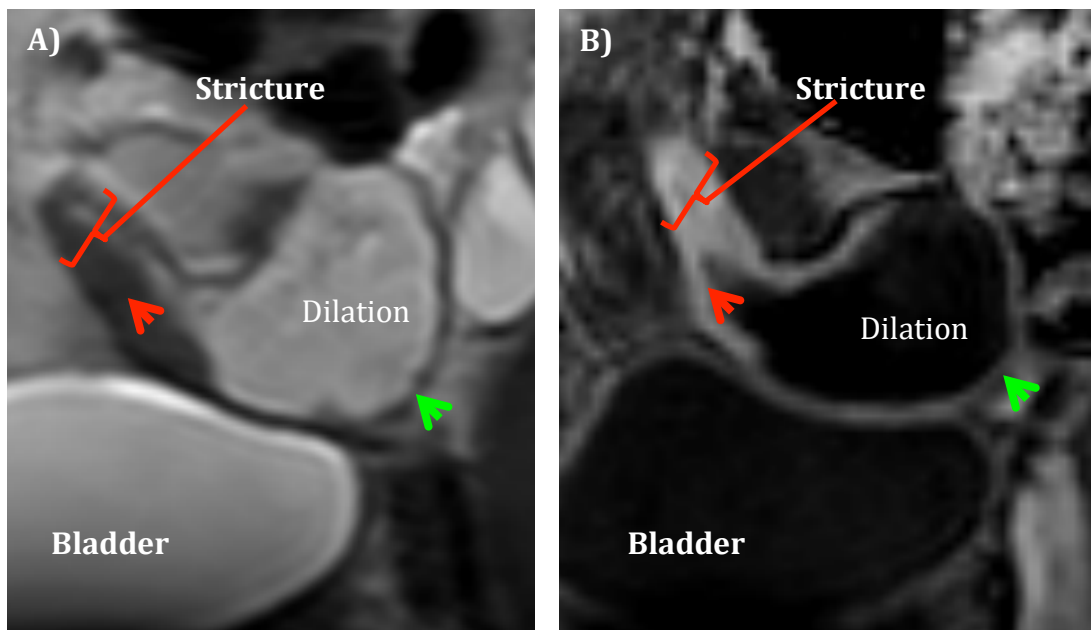 A)
Stricture
Dilation
Bladder
B)
Stricture
Dilation
Bladder